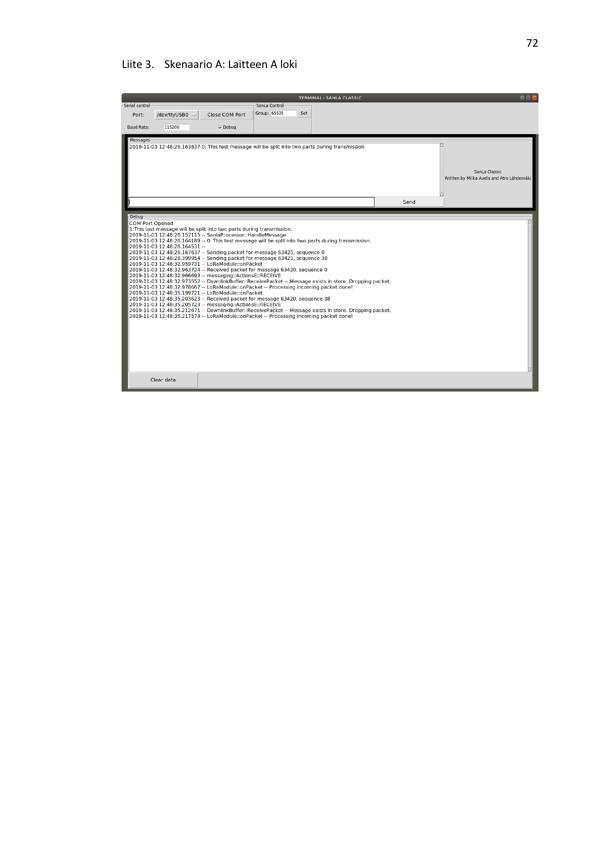 72
Liite 3. Skenaario A: Laitteen A loki
TERMINAL - SANLA CLASSIC
Serial control
SanLa Control
Port: /dev/ttyUSB0 Close COM Port Group: 65535 Set
Baud Rate: 115200 Debug
Messages
2019-11-03 12:48:26.163837 0: This test message will be split into two parts during transmission.
SanLa Classic
Written by Miika Avela and Atro Lähdemäki
Send
Debug
COM Port Opened
1:This test message will be split into two parts during transmission.
2019-11-03 12:48:26.157115 -- SanlaProcessor::HandleMessage
2019-11-03 12:48:26.164189 -- 0: This test message will be split into two parts during transmission.
2019-11-03 12:48:26.164531 --
2019-11-03 12:48:26.167637 -- Sending packet for message 63420, sequence 0
2019-11-03 12:48:28.399954 -- Sending packet for message 63420, sequence 38
2019-11-03 12:48:32.959731 -- LoRaModule::onPacket
2019-11-03 12:48:32.963724 -- Received packet for message 63420, sequence 0
2019-11-03 12:48:32.966693 -- messaging::ActionsE::RECEIVE
2019-11-03 12:48:32.973552 -- DownlinkBuffer::ReceivePacket -- Message exists in store. Dropping packet.
2019-11-03 12:48:32.978667 -- LoRaModule::onPacket -- Processing incoming packet done!
2019-11-03 12:48:35.199721 -- LoRaModule::onPacket
2019-11-03 12:48:35.203623 -- Received packet for message 63420, sequence 38
2019-11-03 12:48:35.205723 -- messaging::ActionsE::RECEIVE
2019-11-03 12:48:35.212671 -- DownlinkBuffer::ReceivePacket -- Message exists in store. Dropping packet.
2019-11-03 12:48:35.217574 -- LoRaModule::onPacket -- Processing incoming packet done!
Clear data